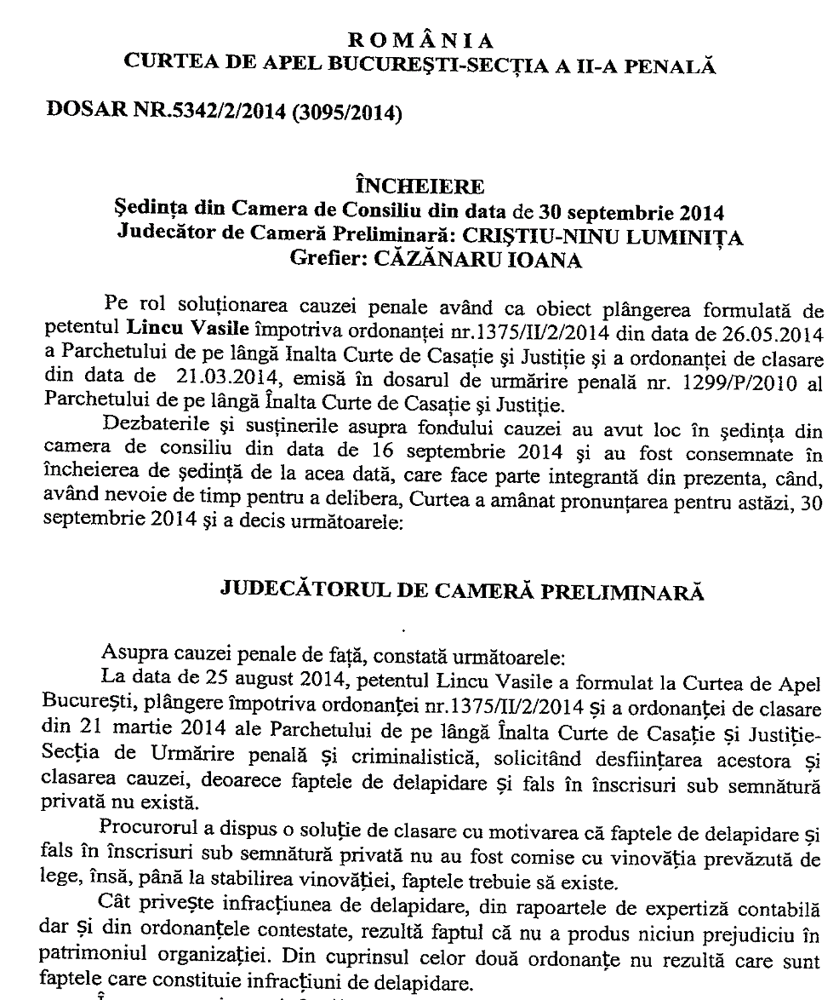 R O M Â N I A
CURTEA DE APEL BUCUREŞTI-SECŢIA A II-A PENALĂ
DOSAR NR.5342/2/2014 (3095/2014)
ÎNCHEIERE
Şedinţa din Camera de Consiliu din data de 30 septembrie 2014
Judecător de Cameră Preliminară: CRIŞTIU-NINU LUMINIŢA
Grefier: CĂZĂNARU IOANA
Pe rol soluţionarea cauzei penale având ca obiect plângerea formulată de
petentul Lincu Vasile împotriva ordonanţei nr.1375/II/2/2014 din data de 26.05.2014
a Parchetului de pe lângă Inalta Curte de Casaţie şi Justiţie şi a ordonanţei de clasare
din data de 21.03.2014, emisă în dosarul de urmărire penală nr. 1299/P/2010 al
Parchetului de pe lângă Înalta Curte de Casaţie şi Justiţie.
Dezbaterile şi susţinerile asupra fondului cauzei au avut loc în şedinţa din
camera de consiliu din data de 16 septembrie 2014 şi au fost consemnate în
încheierea de şedinţă de la acea dată, care face parte integrantă din prezenta, când,
având nevoie de timp pentru a delibera, Curtea a amânat pronunţarea pentru astăzi, 30
septembrie 2014 şi a decis următoarele:
JUDECĂTORUL DE CAMERĂ PRELIMINARĂ
Asupra cauzei penale de faţă, constată următoarele:
La data de 25 august 2014, petentul Lincu Vasile a formulat la Curtea de Apel
Bucureşti, plângere împotriva ordonanţei nr.1375/II/2/2014 şi a ordonanţei de clasare
din 21 martie 2014 ale Parchetului de pe lângă Înalta Curte de Casaţie şi Justiţie-
Secţia de Urmărire penală şi criminalistică, solicitând desfiinţarea acestora şi
clasarea cauzei, deoarece faptele de delapidare şi fals în înscrisuri sub semnătură
privată nu există.
Procurorul a dispus o soluţie de clasare cu motivarea că faptele de delapidare şi
fals în înscrisuri sub semnătură privată nu au fost comise cu vinovăţia prevăzută de
lege, însă, până la stabilirea vinovăţiei, faptele trebuie să existe.
Cât priveşte infracţiunea de delapidare, din rapoartele de expertiză contabilă
dar şi din ordonanţele contestate, rezultă faptul că nu a produs niciun prejudiciu în
patrimoniul organizaţiei. Din cuprinsul celor două ordonanţe nu rezultă care sunt
faptele care constituie infracţiuni de delapidare.